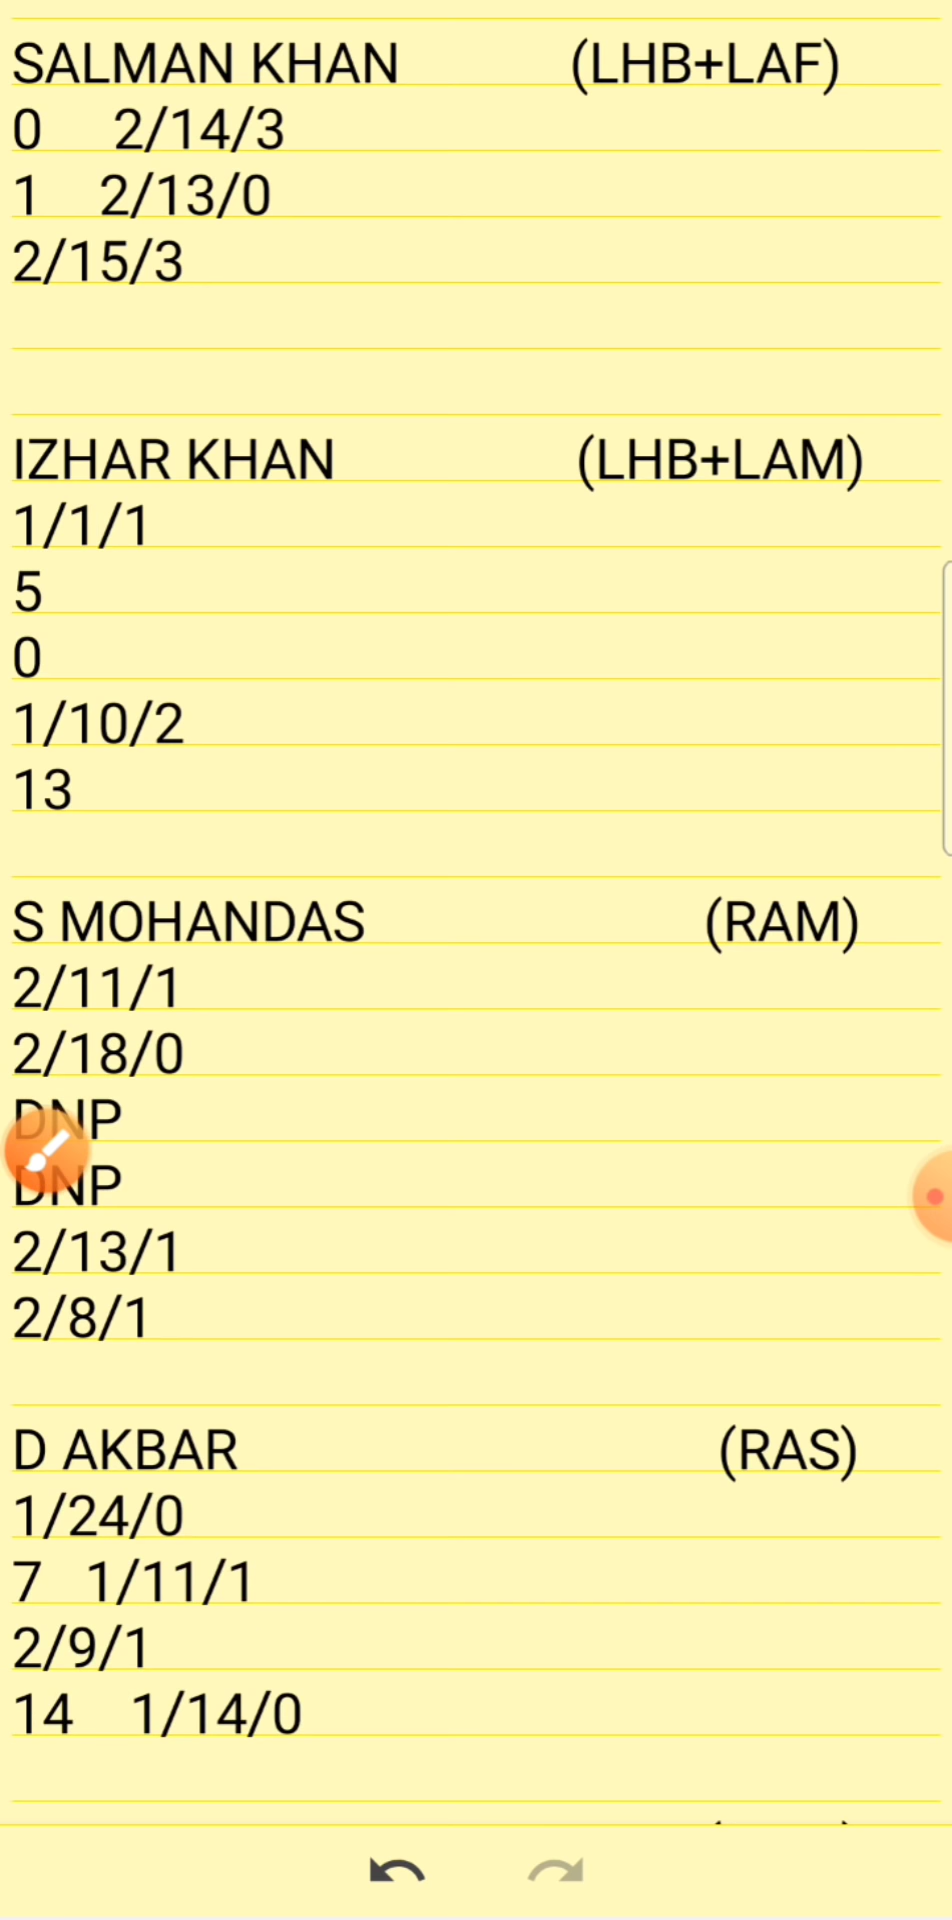 SALMAN KHAN (LHB+LAF)
0 2/14/3
1 2/13/0
2/15/3
IZHAR KHAN (LHB+LAM)
1/1/1
5
0
1/10/2
13
S MOHANDAS (RAM)
2/11/1
2/18/0
DNP
DNP
2/13/1
2/8/1
D AKBAR (RAS)
1/24/0
7 1/11/1
2/9/1
14 1/14/0